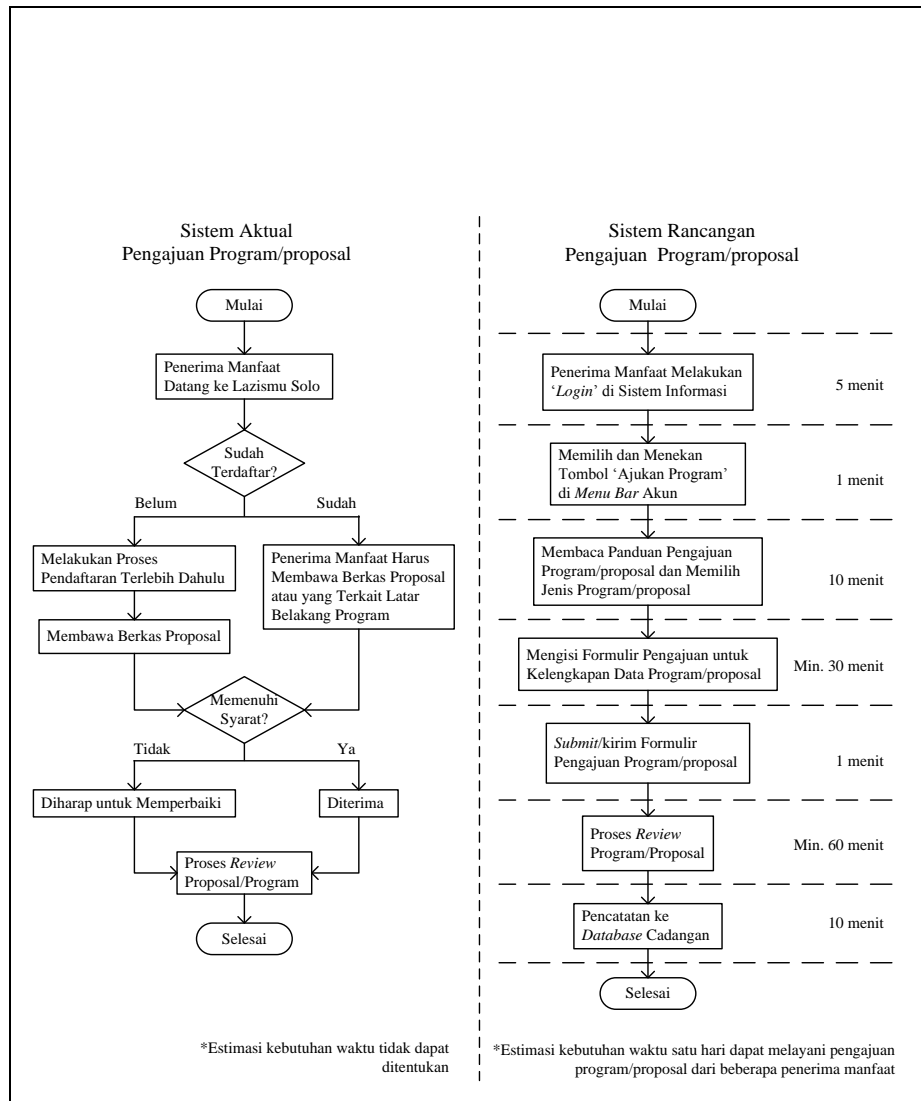 Sistem Aktual
Pengajuan Program/proposal
Mulai
Penerima Manfaat
Datang ke Lazismu Solo
Sudah
Terdaftar?
Belum
Sudah
Melakukan Proses
Pendaftaran Terlebih Dahulu
Penerima Manfaat Harus
Membawa Berkas Proposal
atau yang Terkait Latar
Belakang Program
Membawa Berkas Proposal
Memenuhi
Syarat?
Tidak
Ya
Diharap untuk Memperbaiki
Diterima
Proses Review
Proposal/Program
Selesai
*Estimasi kebutuhan waktu tidak dapat
ditentukan
Sistem Rancangan
Pengajuan Program/proposal
Mulai
Penerima Manfaat Melakukan
‘Login’ di Sistem Informasi
5 menit
Memilih dan Menekan
Tombol ‘Ajukan Program’
di Menu Bar Akun
1 menit
Membaca Panduan Pengajuan
Program/proposal dan Memilih
Jenis Program/proposal
10 menit
Mengisi Formulir Pengajuan untuk
Kelengkapan Data Program/proposal
Min. 30 menit
Submit/kirim Formulir
Pengajuan Program/proposal
1 menit
Proses Review
Program/Proposal
Min. 60 menit
Pencatatan ke
Database Cadangan
10 menit
Selesai
*Estimasi kebutuhan waktu satu hari dapat melayani pengajuan
program/proposal dari beberapa penerima manfaat